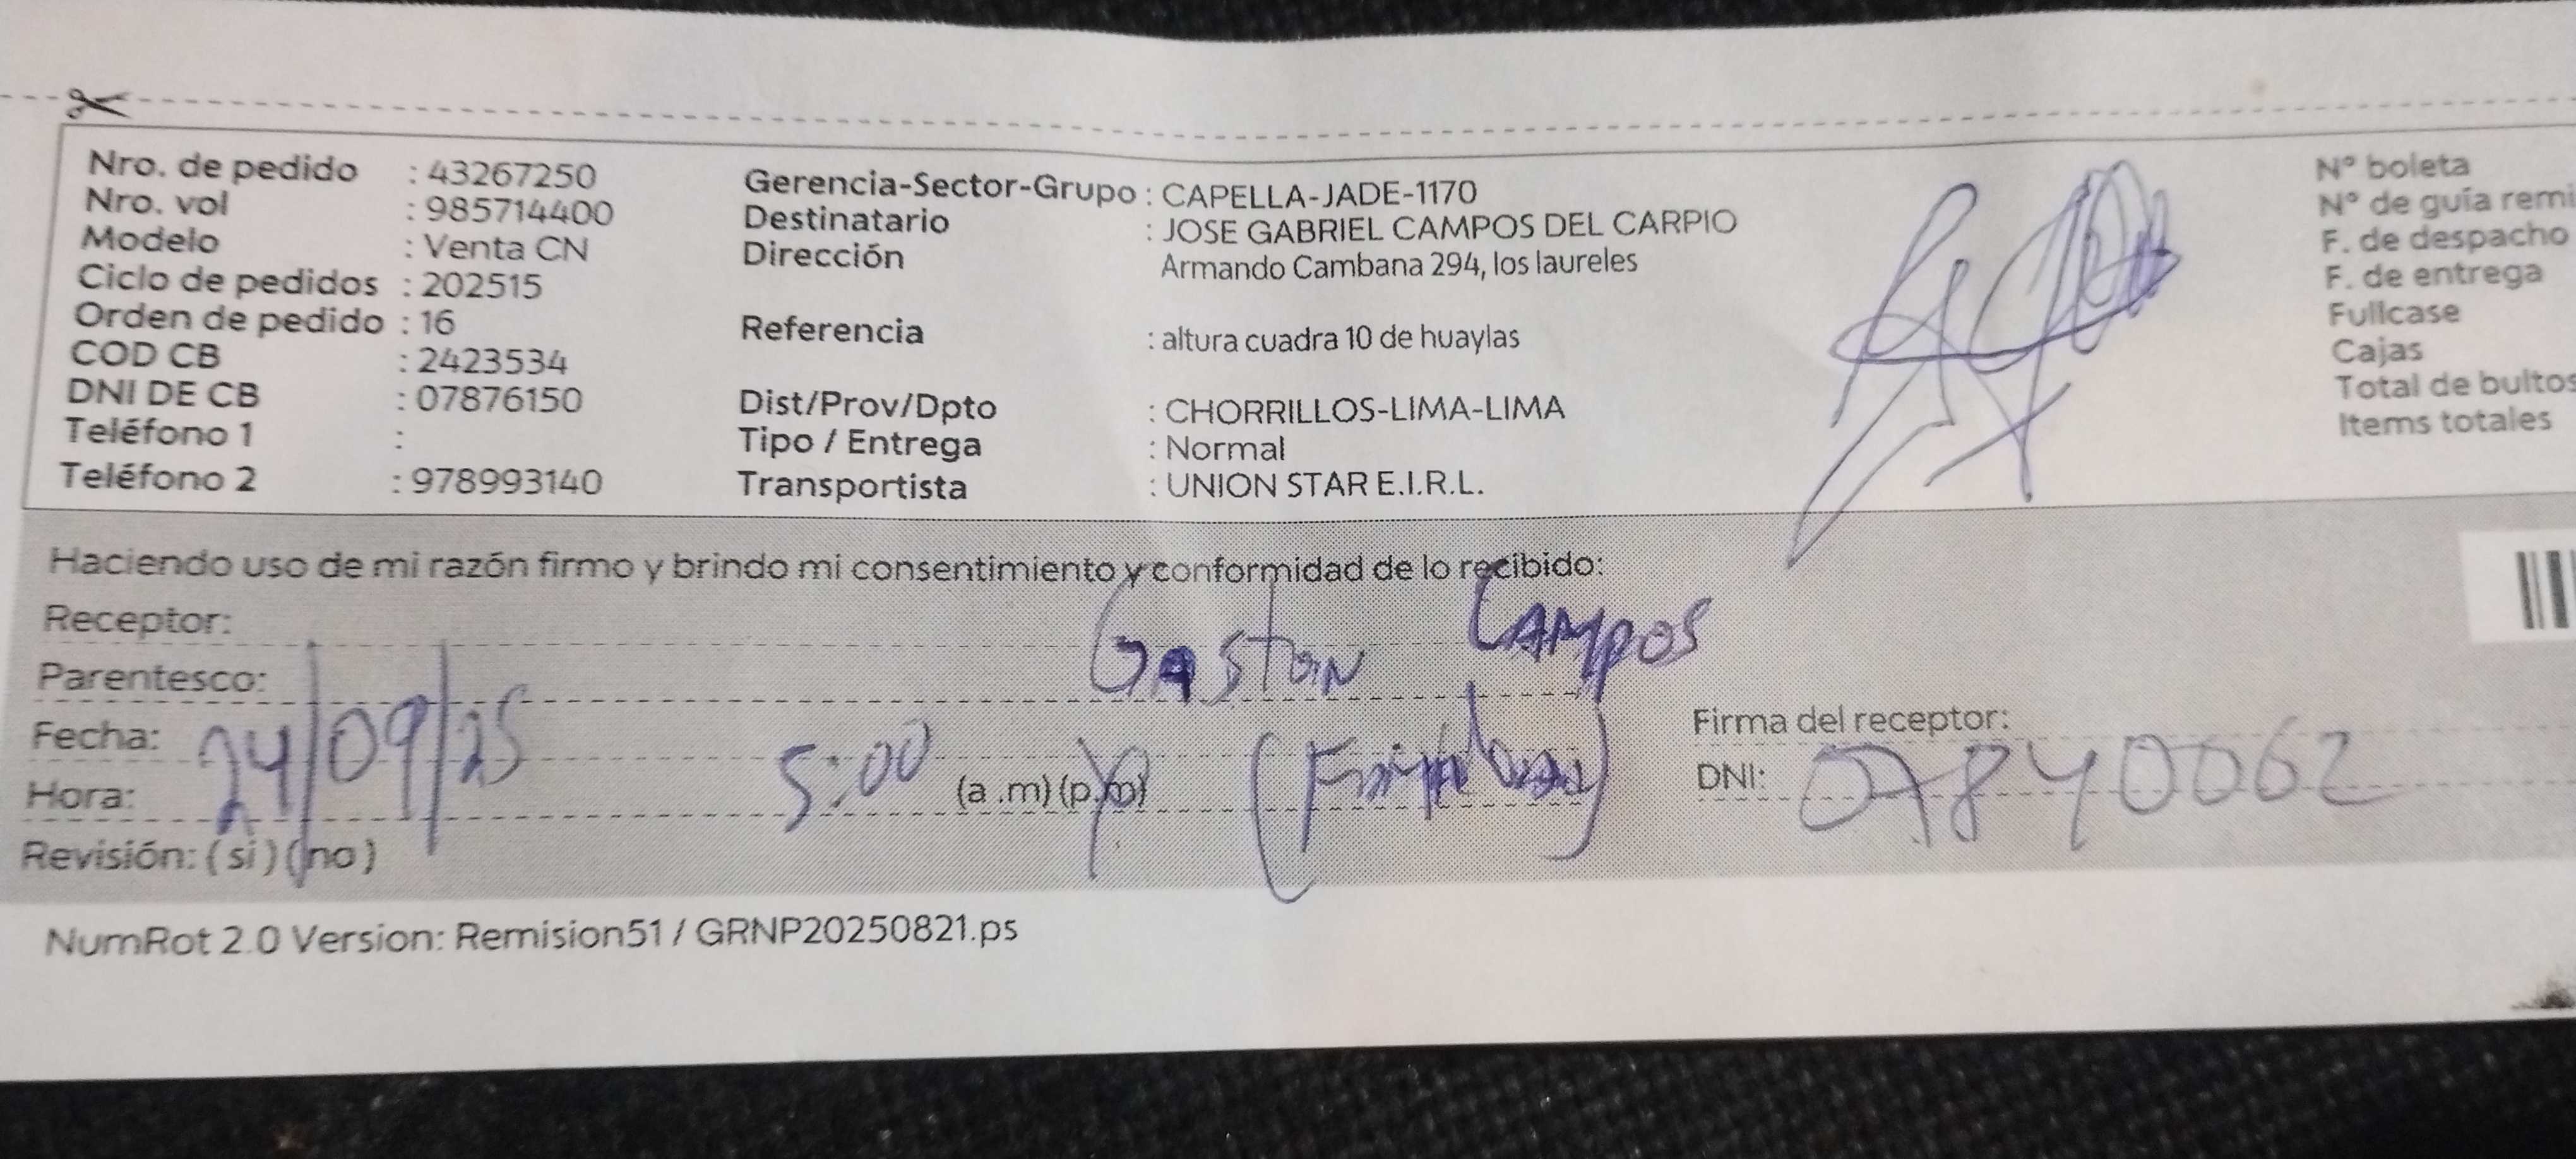 Nro. de pedido : 43267250
Nro. vol : 985714400
Modelo : Venta CN
Ciclo de pedidos : 202515
Orden de pedido : 16
COD CB : 2423534
DNI DE CB : 07876150
Teléfono 1 :
Teléfono 2 : 978993140
Gerencia-Sector-Grupo : CAPELLA-JADE-1170
Destinatario : JOSE GABRIEL CAMPOS DEL CARPIO
Dirección Armando Cambana 294, los laureles
Referencia : altura cuadra 10 de huaylas
Dist/Prov/Dpto : CHORRILLOS-LIMA-LIMA
Tipo / Entrega : Normal
Transportista : UNION STAR E.I.R.L.
N° boleta
N° de guía remi
F. de despacho
F. de entrega
Fullcase
Cajas
Total de bultos
Items totales
Haciendo uso de mi razón firmo y brindo mi consentimiento y conformidad de lo recibido:
Receptor: Gaston Campos
Parentesco:
Fecha: 24/09/25
Hora: 5:00 (a .m) (p.m)
Revisión: ( si ) ( no )
Firma del receptor:
DNI: 07840062
NumRot 2.0 Version: Remision51 / GRNP20250821.ps